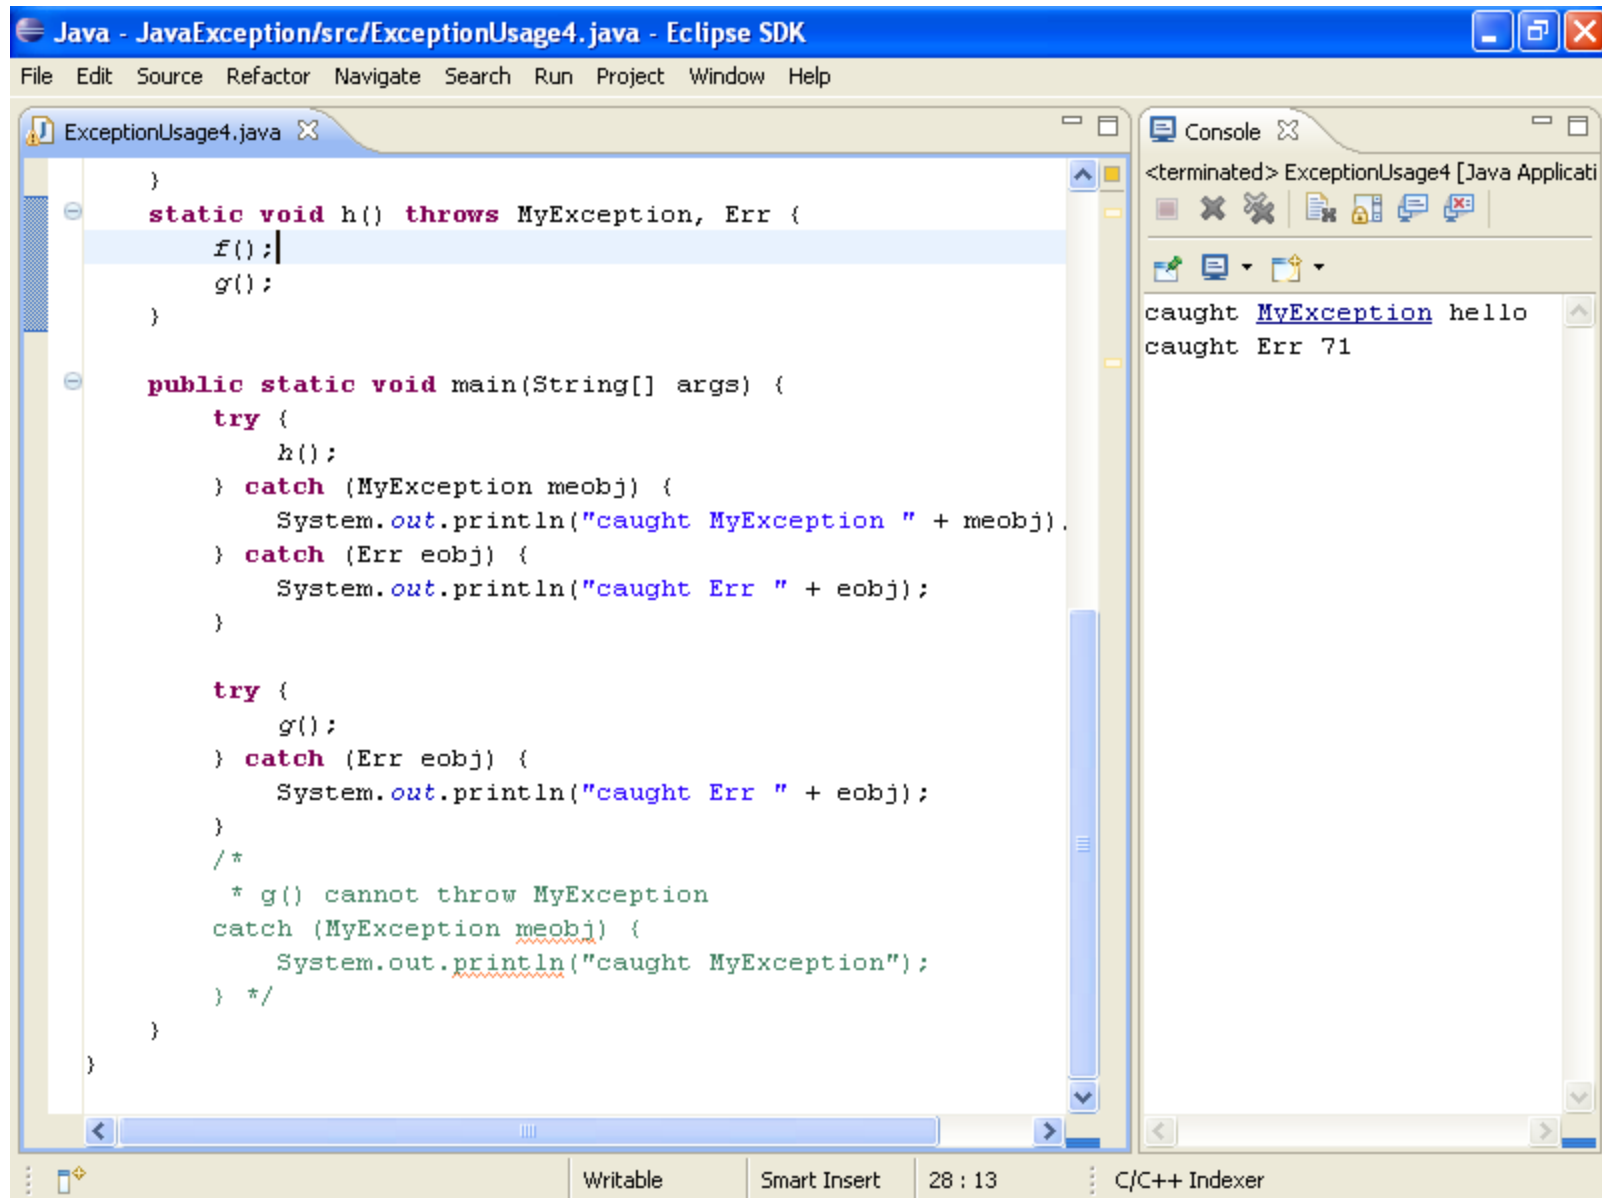 Java - JavaException/src/ExceptionUsage4.java - Eclipse SDK
File Edit Source Refactor Navigate Search Run Project Window Help
ExceptionUsage4.java
}
static void h() throws MyException, Err {
f();
g();
}
public static void main(String[] args) {
try {
h();
} catch (MyException meobj) {
System.out.println("caught MyException " + meobj)
} catch (Err eobj) {
System.out.println("caught Err " + eobj);
}
try {
g();
} catch (Err eobj) {
System.out.println("caught Err " + eobj);
}
/*
* g() cannot throw MyException
catch (MyException meobj) {
System.out.println("caught MyException");
} */
}
}
Console
<terminated> ExceptionUsage4 [Java Applicati
caught MyException hello
caught Err 71
Writable Smart Insert 28 : 13 C/C++ Indexer